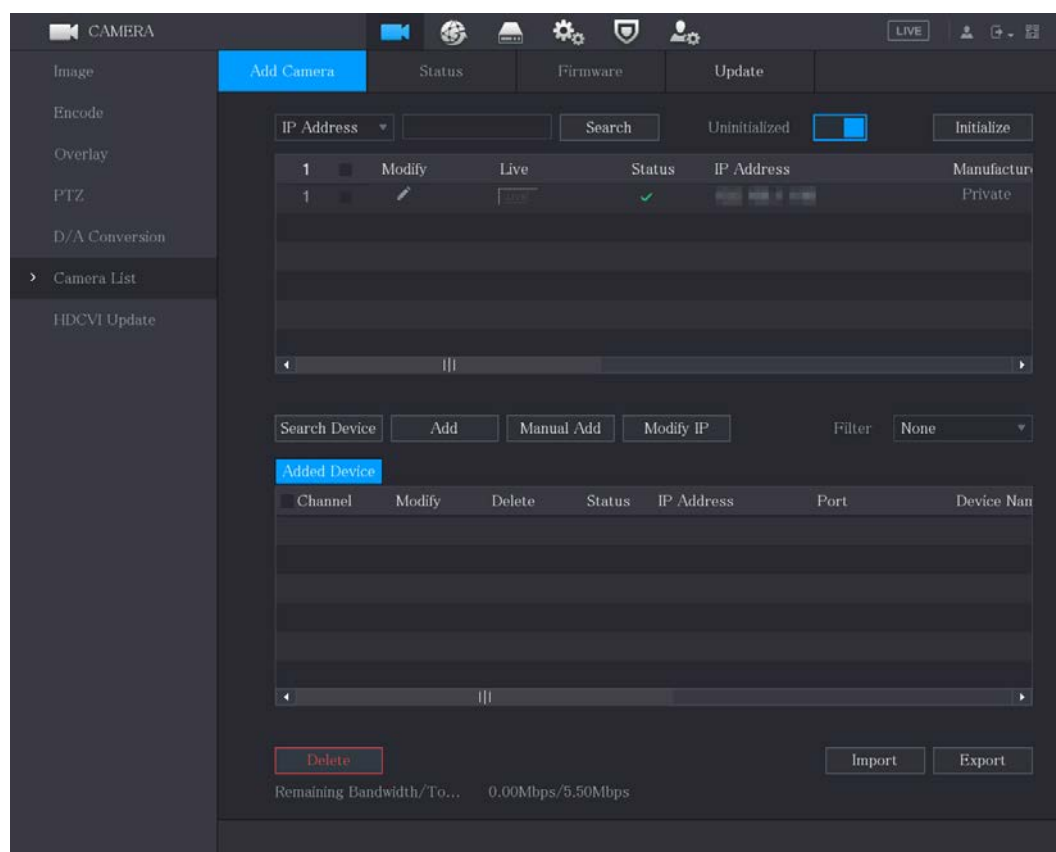 CAMERA LIVE
Image
Encode
Overlay
PTZ
D/A Conversion
Camera List
HDCVI Update
Add Camera Status Firmware Update
IP Address Search Uninitialized Initialize
1 Modify Live Status IP Address Manufactur
1 Private
Search Device Add Manual Add Modify IP Filter None
Added Device
Channel Modify Delete Status IP Address Port Device Nam
Delete Import Export
Remaining Bandwidth/To... 0.00Mbps/5.50Mbps